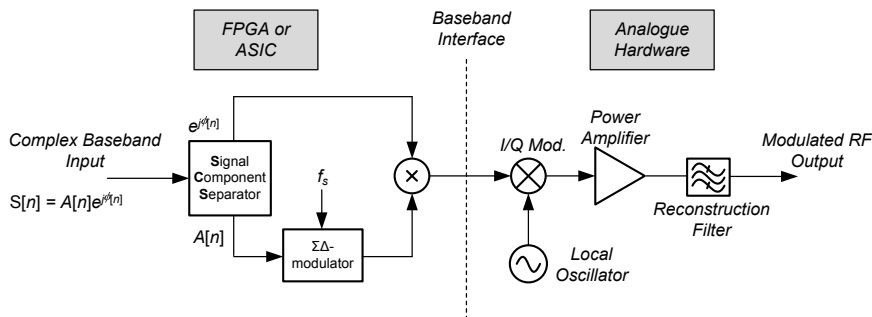 FPGA or
ASIC
Baseband
Interface
Analogue
Hardware
Complex Baseband
Input
S[n] = A[n]e^{jϕ[n]}
e^{jϕ[n]}
Signal
Component
Separator
A[n]
f_s
ΣΔ-
modulator
×
I/Q Mod.
Power
Amplifier
Local
Oscillator
Reconstruction
Filter
Modulated RF
Output